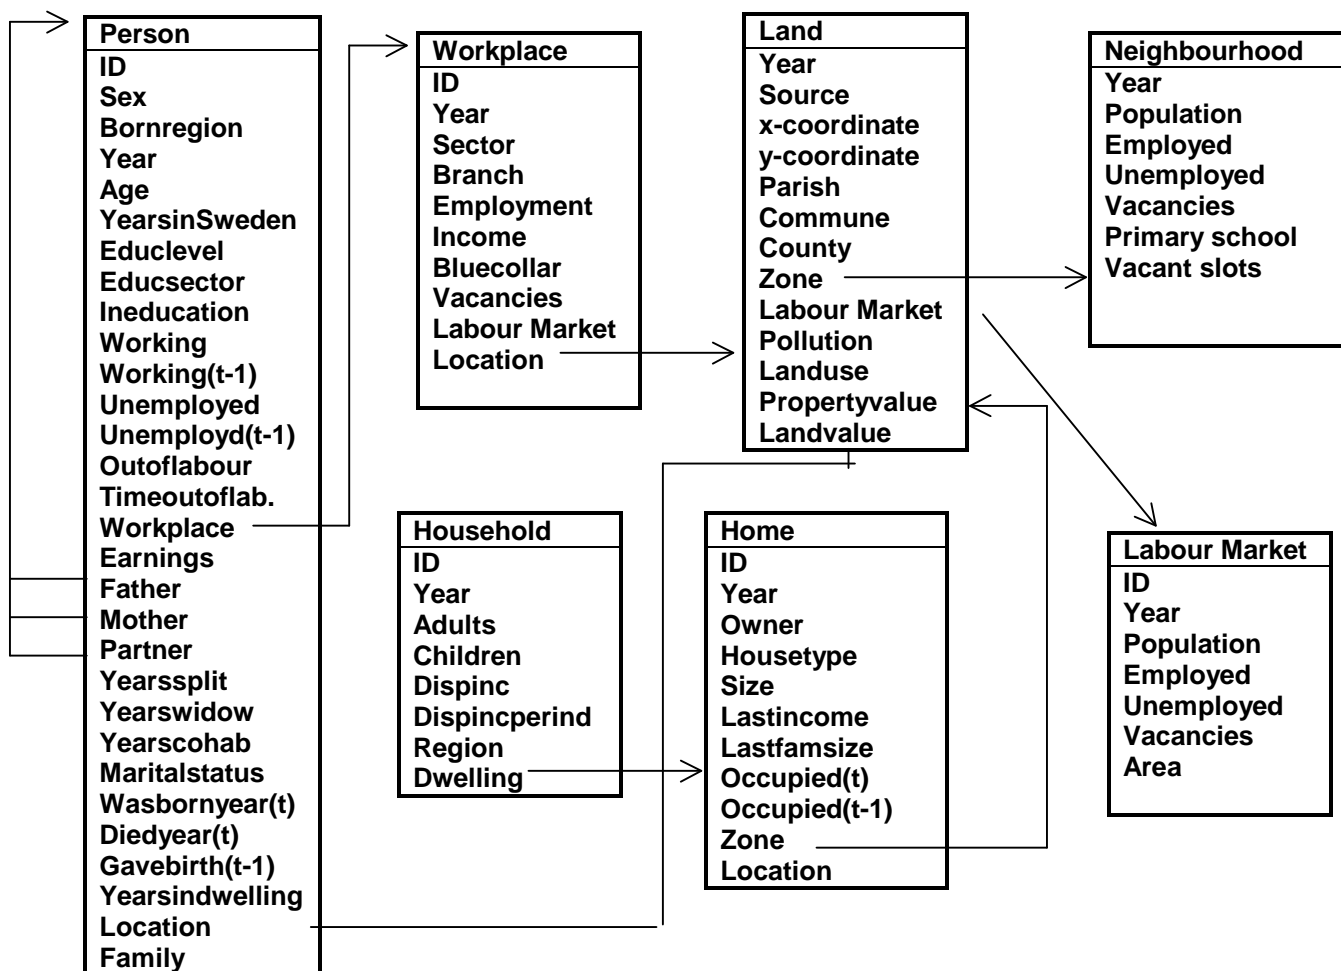 Person
ID
Sex
Bornregion
Year
Age
YearsinSweden
Educlevel
Educsector
Ineducation
Working
Working(t-1)
Unemployed
Unemployd(t-1)
Outoflabour
Timeoutoflab.
Workplace
Earnings
Father
Mother
Partner
Yearssplit
Yearswidow
Yearscohab
Maritalstatus
Wasbornyear(t)
Diedyear(t)
Gavebirth(t-1)
Yearsindwelling
Location
Family
Workplace
ID
Year
Sector
Branch
Employment
Income
Bluecollar
Vacancies
Labour Market
Location
Land
Year
Source
x-coordinate
y-coordinate
Parish
Commune
County
Zone
Labour Market
Pollution
Landuse
Propertyvalue
Landvalue
Neighbourhood
Year
Population
Employed
Unemployed
Vacancies
Primary school
Vacant slots
Household
ID
Year
Adults
Children
Dispinc
Dispincperind
Region
Dwelling
Home
ID
Year
Owner
Housetype
Size
Lastincome
Lastfamsize
Occupied(t)
Occupied(t-1)
Zone
Location
Labour Market
ID
Year
Population
Employed
Unemployed
Vacancies
Area